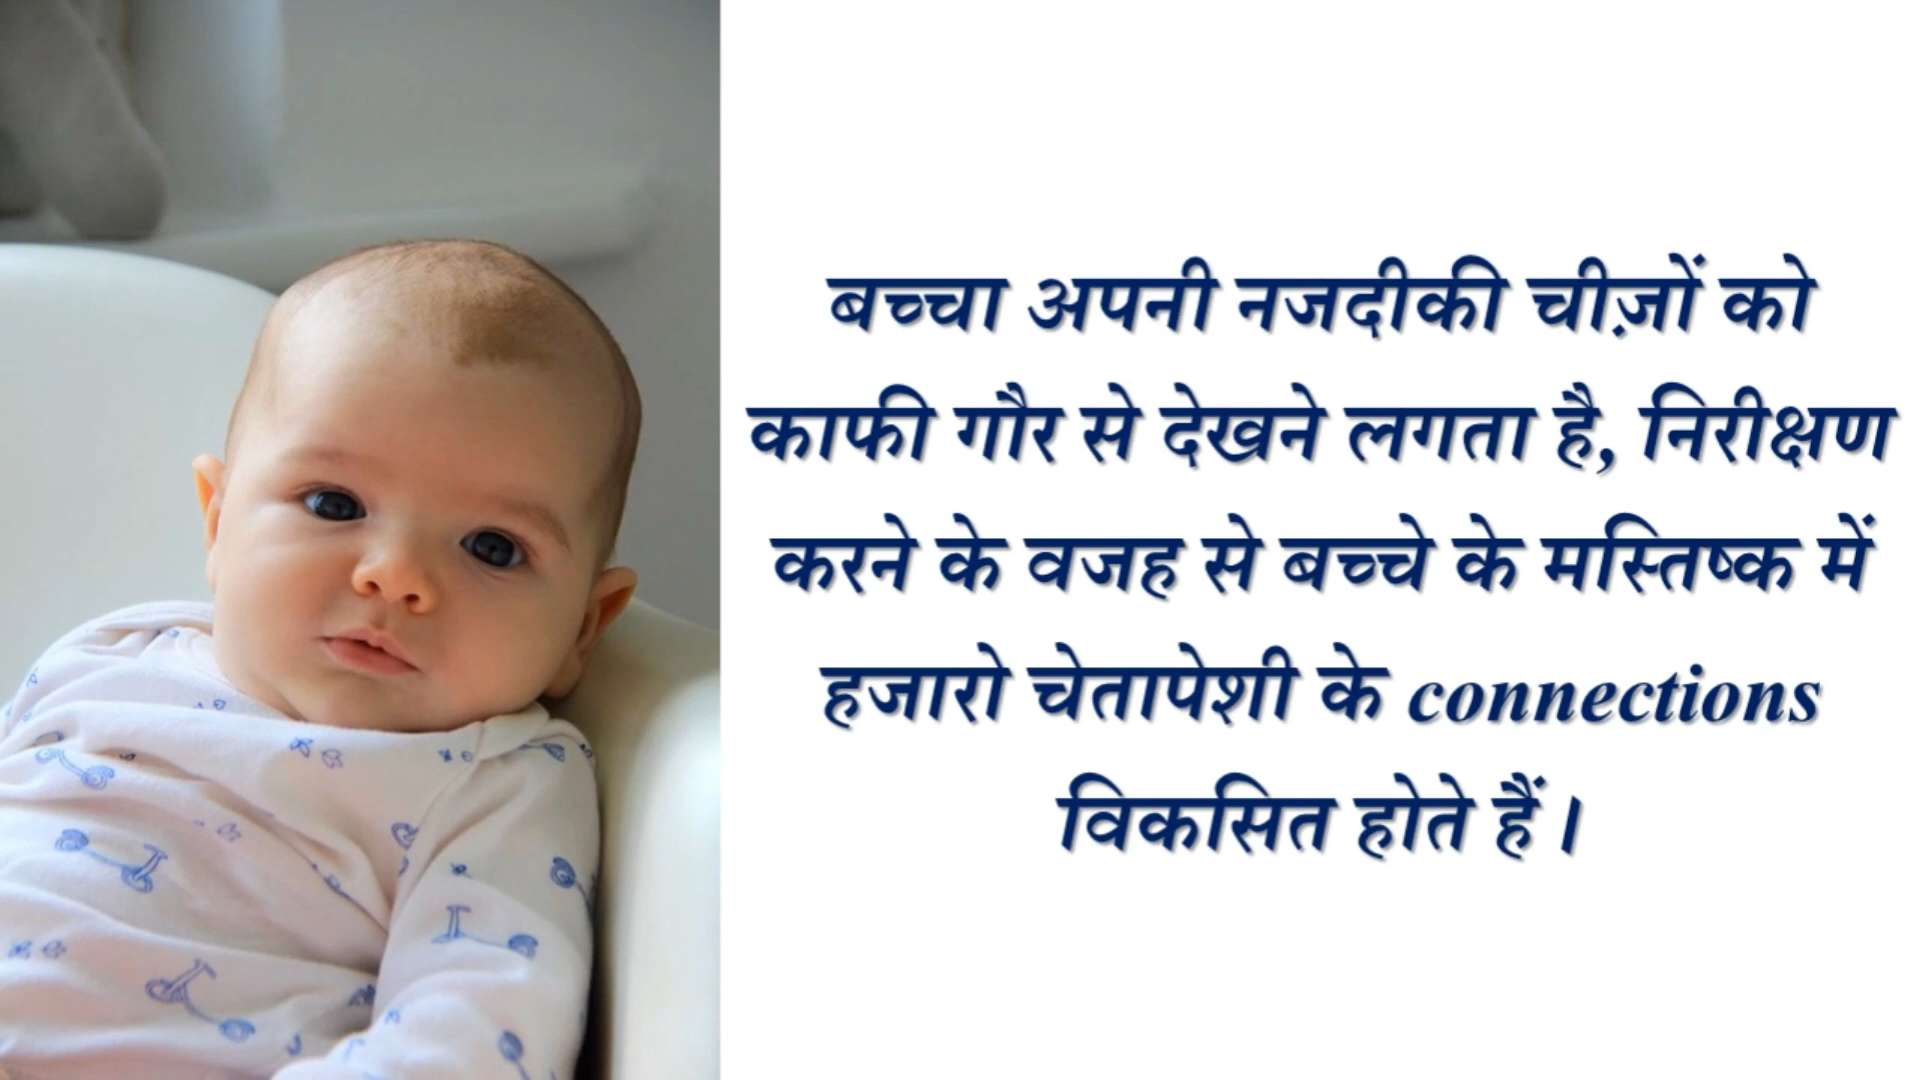 बच्चा अपनी नजदीकी चीज़ों को
काफी गौर से देखने लगता है, निरीक्षण
करने के वजह से बच्चे के मस्तिष्क में
हजारो चेतापेशी के connections
विकसित होते हैं ।